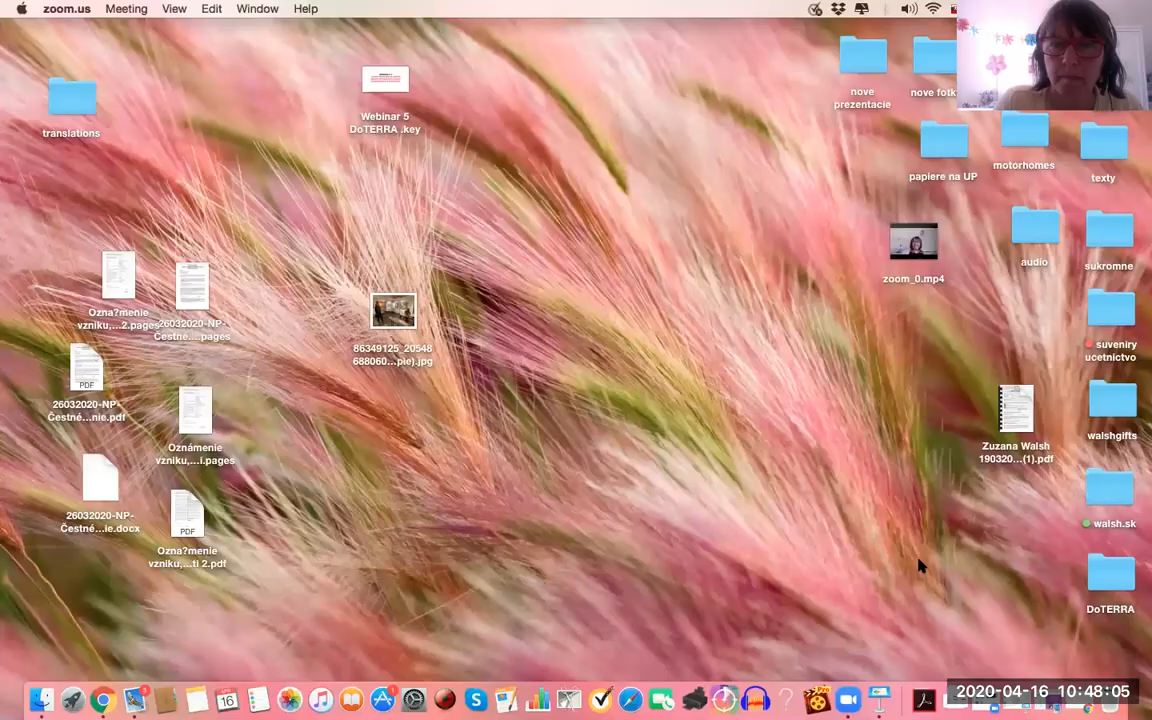 zoom.us Meeting View Edit Window Help
translations
Webinar 5
DoTERRA .key
nove
prezentacie
nove fotk
papiere na UP
motorhomes
texty
zoom_0.mp4
audio
sukromne
Ozna?menie
vzniku,...2.pages
26032020-NP-
Čestne....pages
86349125_20548
688060...pie).jpg
suveniry
ucetnictvo
PDF
26032020-NP-
Čestné...nie.pdf
Oznámenie
vzniku,...i.pages
Zuzana Walsh
190320...(1).pdf
walshgifts
26032020-NP-
Čestné...ie.docx
walsh.sk
PDF
Ozna?menie
vzniku,...ti 2.pdf
DoTERRA
16
2020-04-16 10:48:05